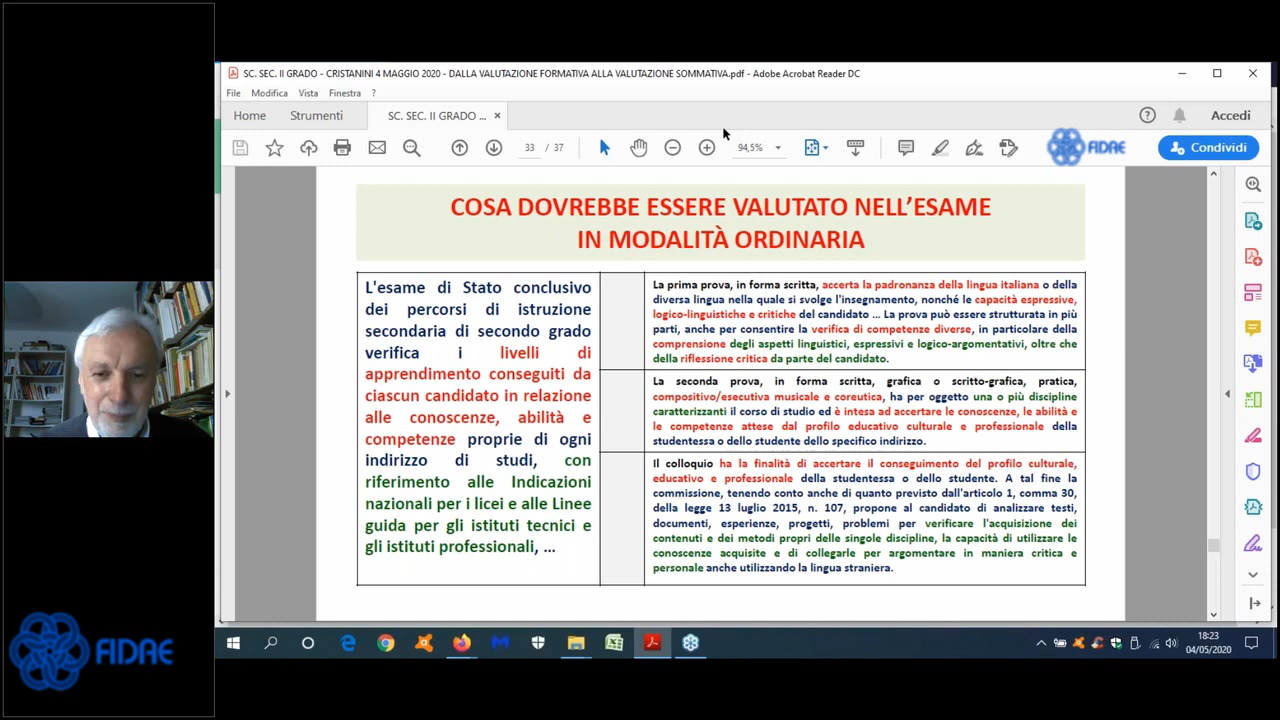 SC. SEC. II GRADO - CRISTANINI 4 MAGGIO 2020 - DALLA VALUTAZIONE FORMATIVA ALLA VALUTAZIONE SOMMATIVA.pdf - Adobe Acrobat Reader DC
File Modifica Vista Finestra ?
Home Strumenti SC. SEC. II GRADO ... × Accedi
33 / 37 94,5% FIDAE Condividi
COSA DOVREBBE ESSERE VALUTATO NELL'ESAME
IN MODALITÀ ORDINARIA
L'esame di Stato conclusivo
dei percorsi di istruzione
secondaria di secondo grado
verifica i livelli di
apprendimento conseguiti da
ciascun candidato in relazione
alle conoscenze, abilità e
competenze proprie di ogni
indirizzo di studi, con
riferimento alle Indicazioni
nazionali per i licei e alle Linee
guida per gli istituti tecnici e
gli istituti professionali, ...
La prima prova, in forma scritta, accerta la padronanza della lingua italiana o della
diversa lingua nella quale si svolge l'insegnamento, nonché le capacità espressive,
logico-linguistiche e critiche del candidato ... La prova può essere strutturata in più
parti, anche per consentire la verifica di competenze diverse, in particolare della
comprensione degli aspetti linguistici, espressivi e logico-argomentativi, oltre che
della riflessione critica da parte del candidato.
La seconda prova, in forma scritta, grafica o scritto-grafica, pratica,
compositivo/esecutiva musicale e coreutica, ha per oggetto una o più discipline
caratterizzanti il corso di studio ed è intesa ad accertare le conoscenze, le abilità e
le competenze attese dal profilo educativo culturale e professionale della
studentessa o dello studente dello specifico indirizzo.
Il colloquio ha la finalità di accertare il conseguimento del profilo culturale,
educativo e professionale della studentessa o dello studente. A tal fine la
commissione, tenendo conto anche di quanto previsto dall'articolo 1, comma 30,
della legge 13 luglio 2015, n. 107, propone al candidato di analizzare testi,
documenti, esperienze, progetti, problemi per verificare l'acquisizione dei
contenuti e dei metodi propri delle singole discipline, la capacità di utilizzare le
conoscenze acquisite e di collegarle per argomentare in maniera critica e
personale anche utilizzando la lingua straniera.
FIDAE
18:23
04/05/2020